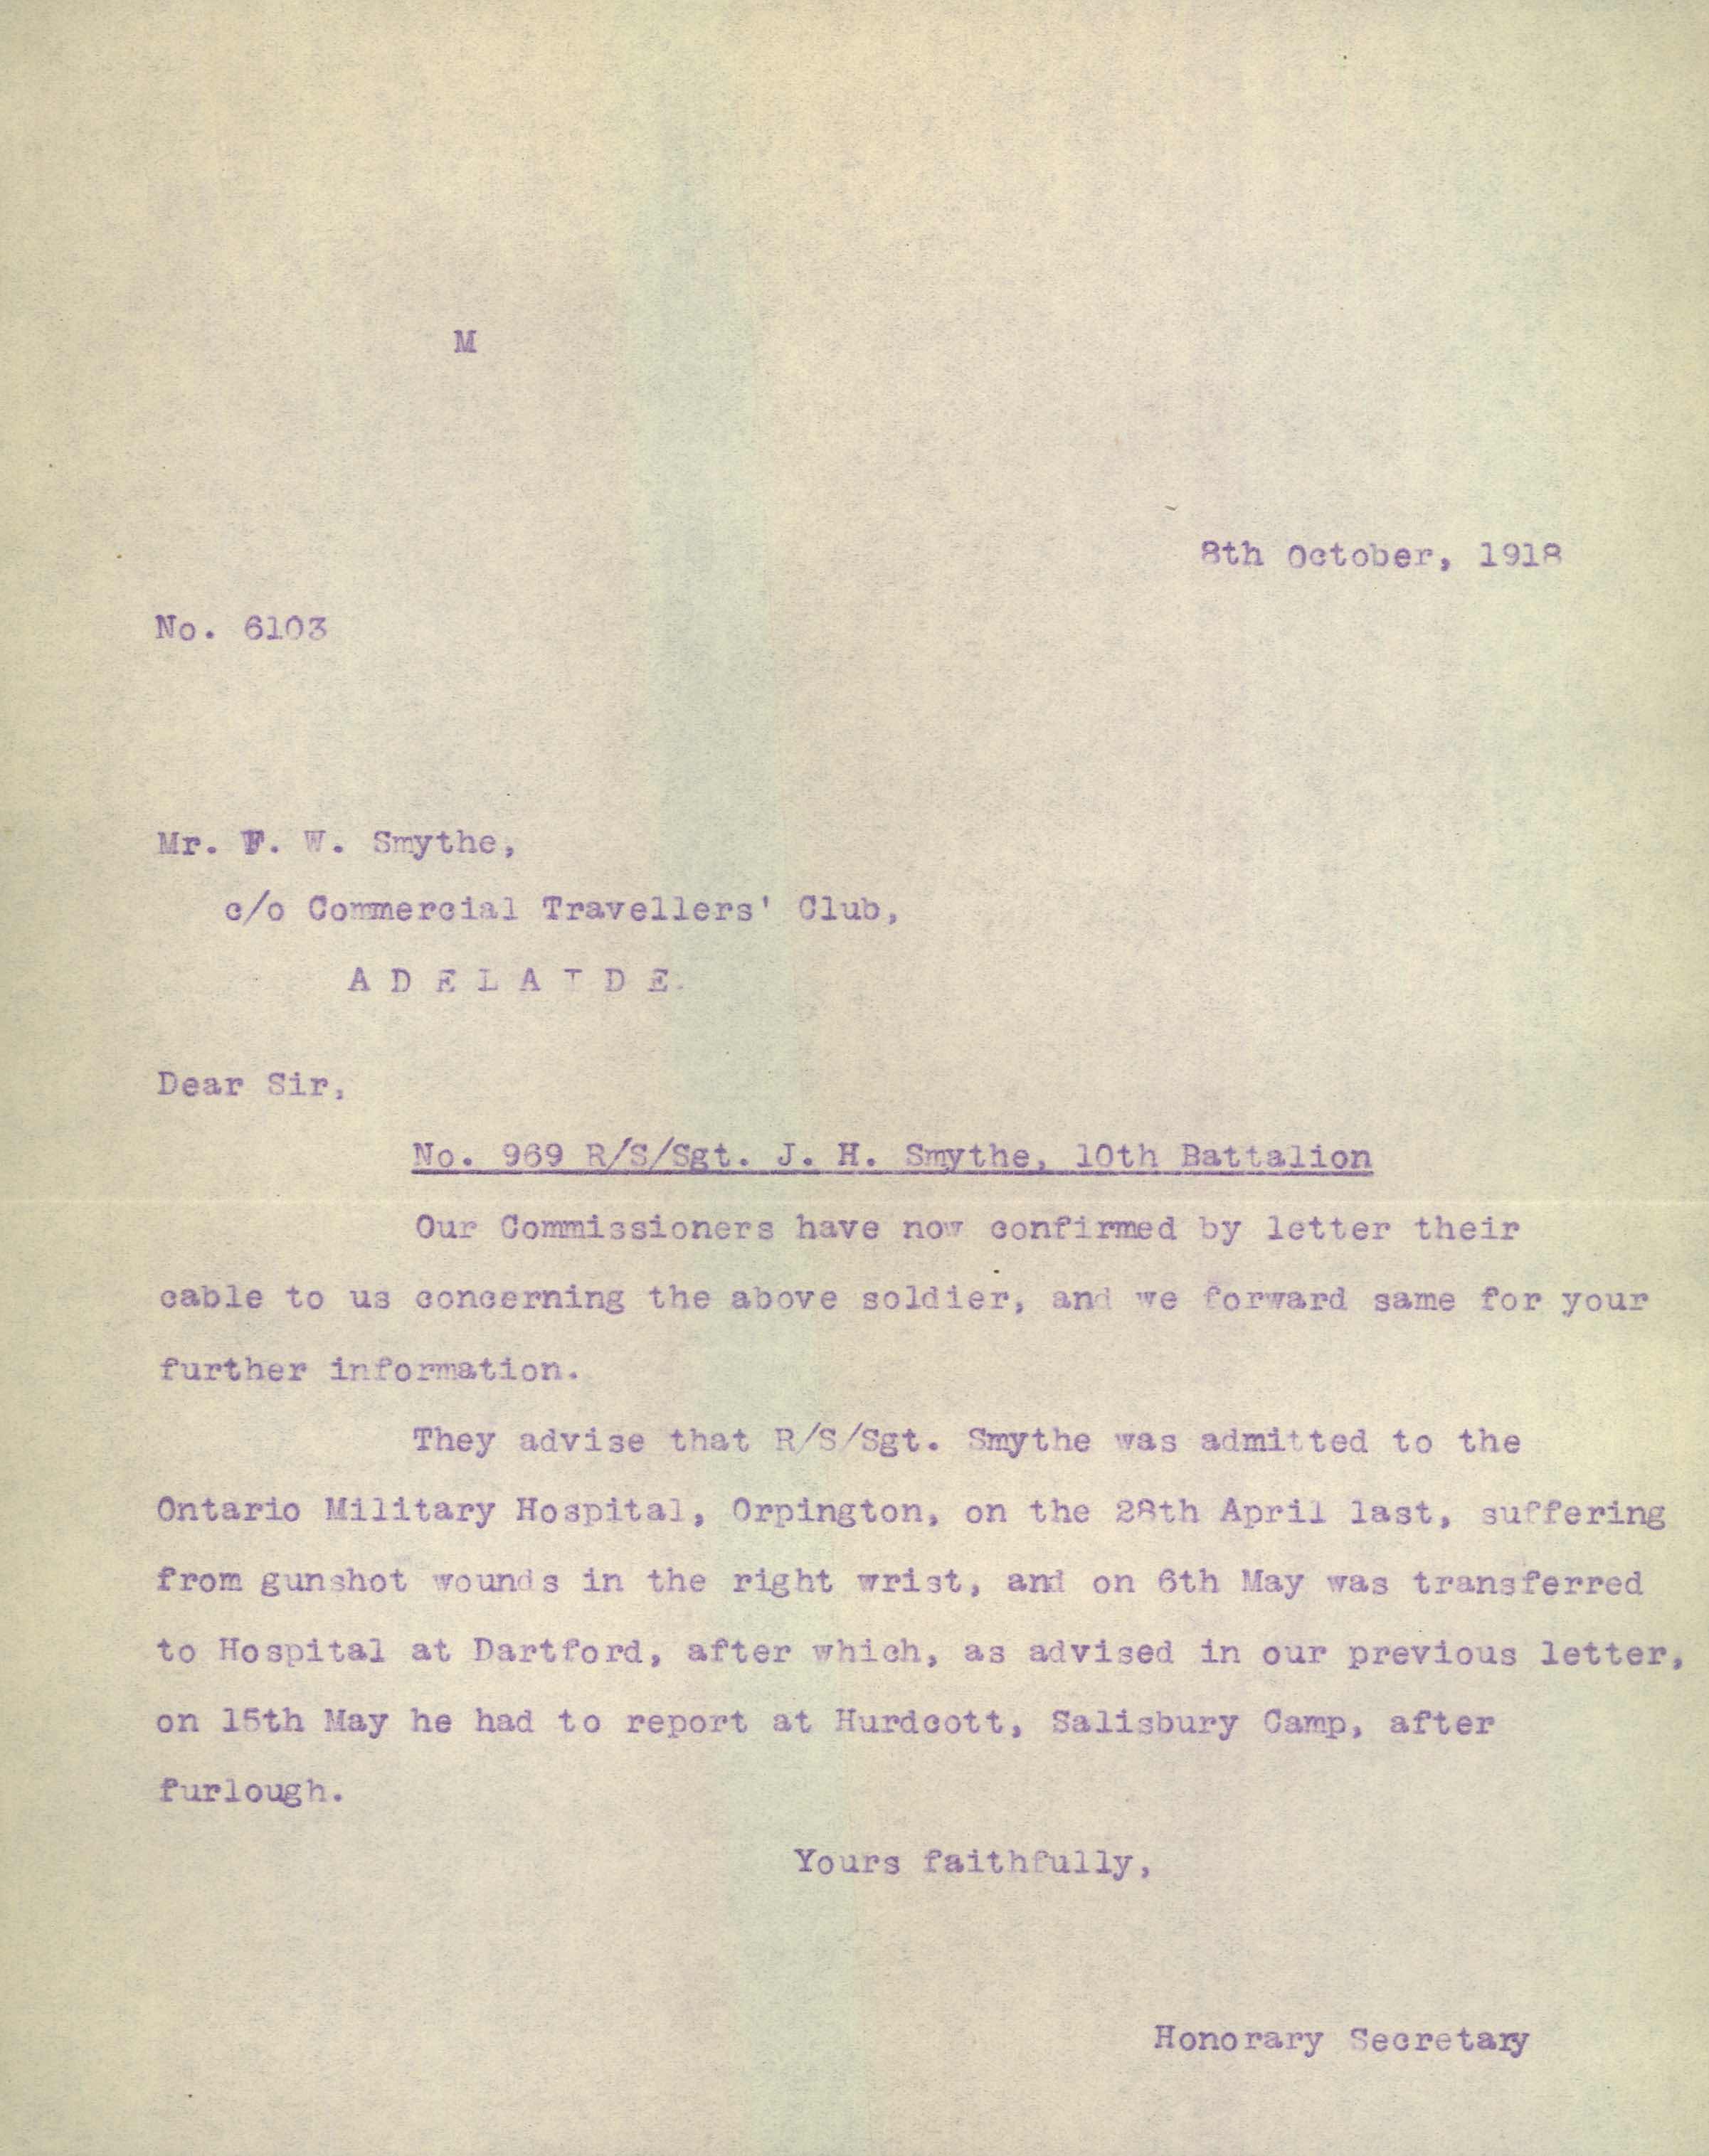 M
8th October, 1918
No. 6103
Mr. F. W. Smythe,
c/o Commercial Travellers' Club,
A D E L A I D E.
Dear Sir,
No. 969 R/S/Sgt. J. H. Smythe, 10th Battalion
Our Commissioners have now confirmed by letter their
cable to us concerning the above soldier, and we forward same for your
further information.
They advise that R/S/Sgt. Smythe was admitted to the
Ontario Military Hospital, Orpington, on the 28th April last, suffering
from gunshot wounds in the right wrist, and on 6th May was transferred
to Hospital at Dartford, after which, as advised in our previous letter,
on 15th May he had to report at Hurdcott, Salisbury Camp, after
furlough.
Yours faithfully,
Honorary Secretary